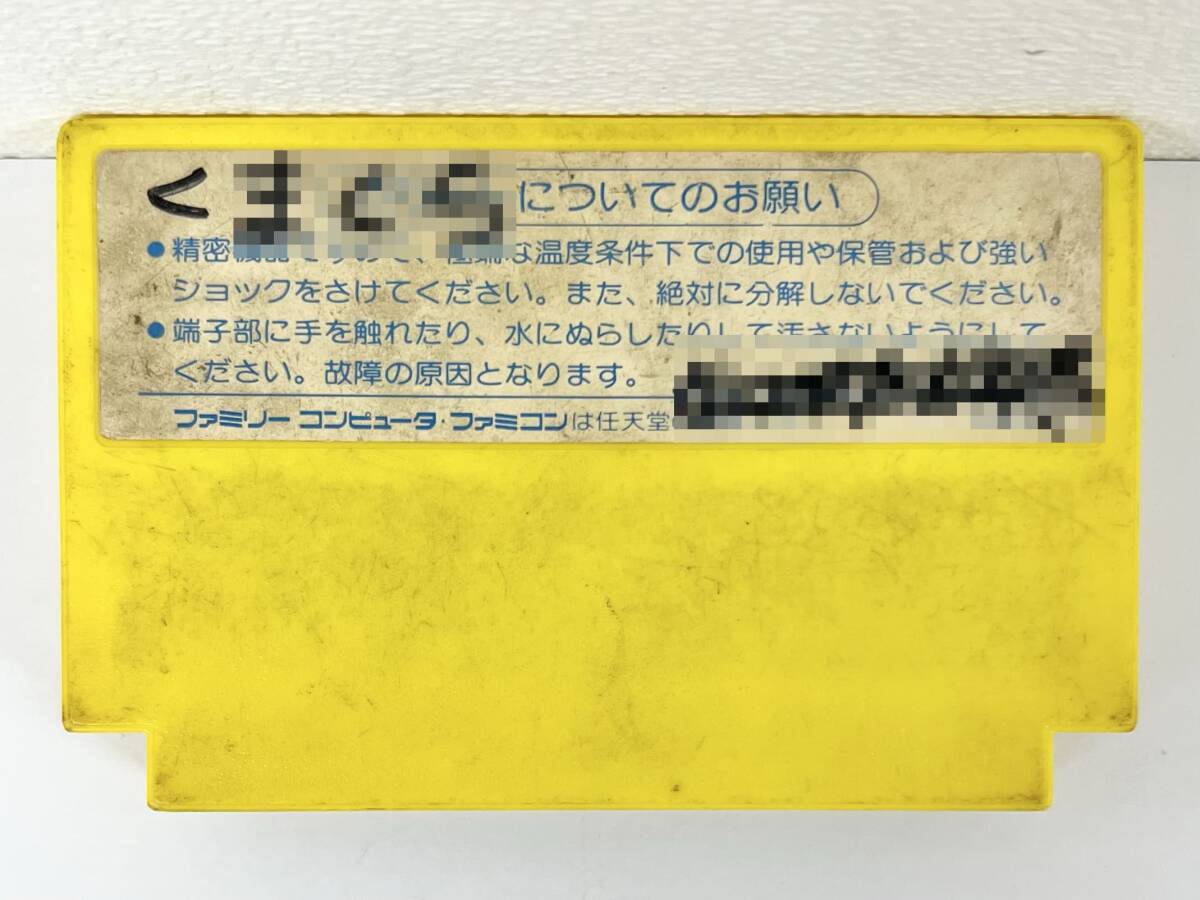 についてのお願い
●精密 な温度条件下での使用や保管および強い
ショックをさけてください。また、絶対に分解しないでください。
●端子部に手を触れたり、水にぬらしたりして汚さないようにして
ください。故障の原因となります。
ファミリーコンピュータ・ファミコンは任天堂